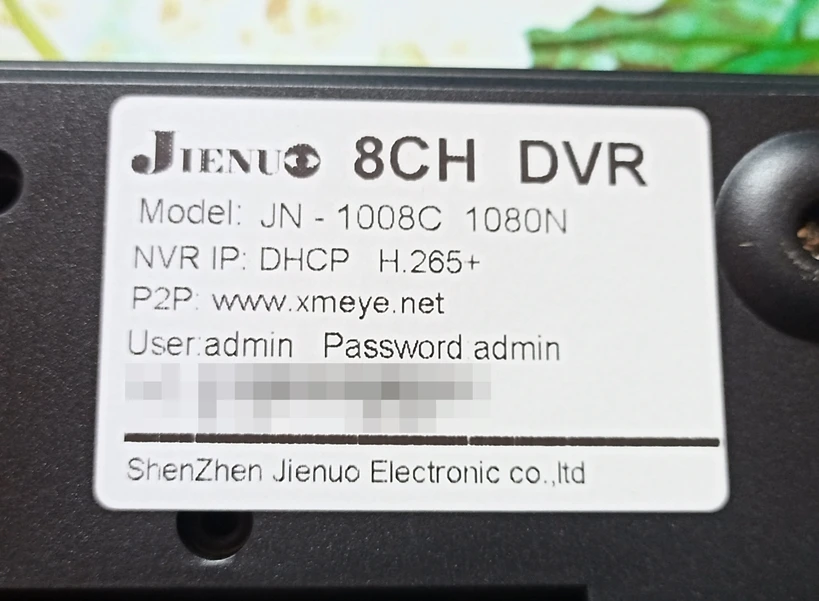 JIENUO 8CH DVR
Model: JN - 1008C 1080N
NVR IP: DHCP H.265+
P2P: www.xmeye.net
User:admin Password:admin
ShenZhen Jienuo Electronic co.,ltd